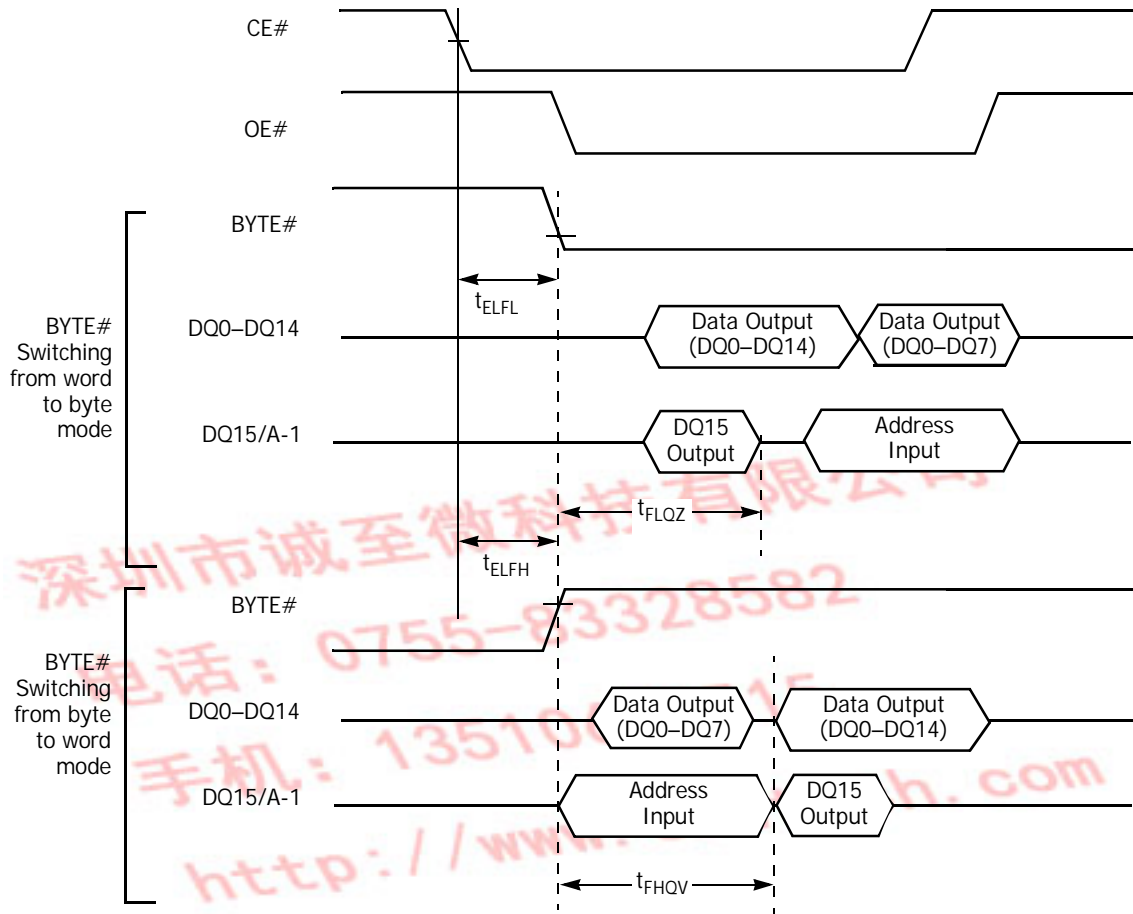 CE#
OE#
BYTE#
tELFL
BYTE#
Switching
from word
to byte
mode
DQ0–DQ14
Data Output
(DQ0–DQ14)
Data Output
(DQ0–DQ7)
DQ15/A-1
DQ15
Output
Address
Input
tFLQZ
tELFH
深圳市诚至微科技有限公司
BYTE#
电话：0755-83328582
BYTE#
Switching
from byte
to word
mode
DQ0–DQ14
Data Output
(DQ0–DQ7)
Data Output
(DQ0–DQ14)
手机：
DQ15/A-1
Address
Input
DQ15
Output
http://www.
.com
tFHQV